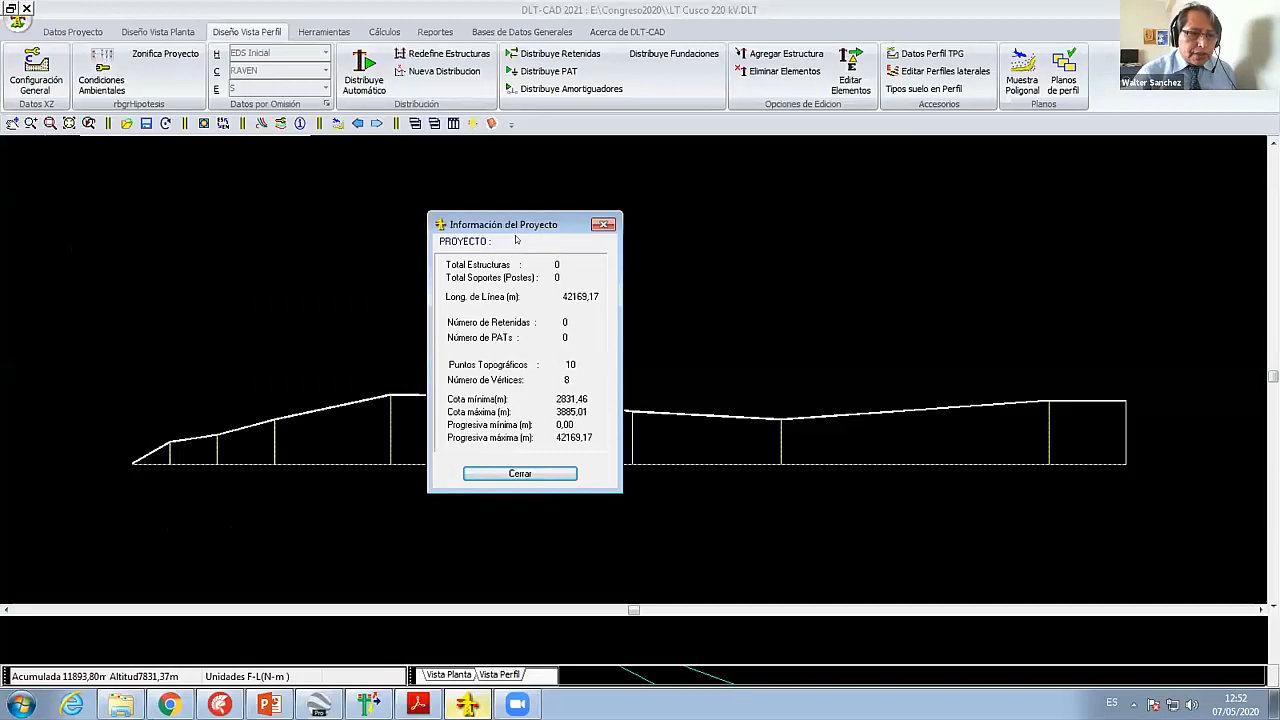 DLT-CAD 2021 : E:\Congreso2020\\LT Cusco 220 kV.DLT
Datos Proyecto
Diseño Vista Planta
Diseño Vista Perfil
Herramientas
Cálculos
Reportes
Bases de Datos Generales
Acerca de DLT-CAD
Configuración General
Datos XZ
Zonifica Proyecto
Condiciones Ambientales
rbgrHipotesis
H EDS Inicial
C RAVEN
E S
Datos por Omisión
Distribuye Automático
Redefine Estructuras
Nueva Distribucion
Distribución
Distribuye Retenidas
Distribuye Fundaciones
Distribuye PAT
Distribuye Amortiguadores
Agregar Estructura
Eliminar Elementos
Editar Elementos
Opciones de Edicion
Datos Perfil TPG
Editar Perfiles laterales
Tipos suelo en Perfil
Accesorios
Muestra Poligonal
Planos de perfil
Planos
Walter Sanchez
Información del Proyecto
PROYECTO :
Total Estructuras : 0
Total Soportes (Postes) : 0
Long. de Línea (m): 42169,17
Número de Retenidas : 0
Número de PATs : 0
Puntos Topográficos : 10
Número de Vértices: 8
Cota mínima(m): 2831,46
Cota máxima (m): 3885,01
Progresiva mínima (m): 0,00
Progresiva máxima (m): 42169,17
Cerrar
Acumulada 11893,80m Altitud7831,37m
Unidades F-L(N-m )
Vista Planta
Vista Perfil
Pro
ES
12:52
07/05/2020